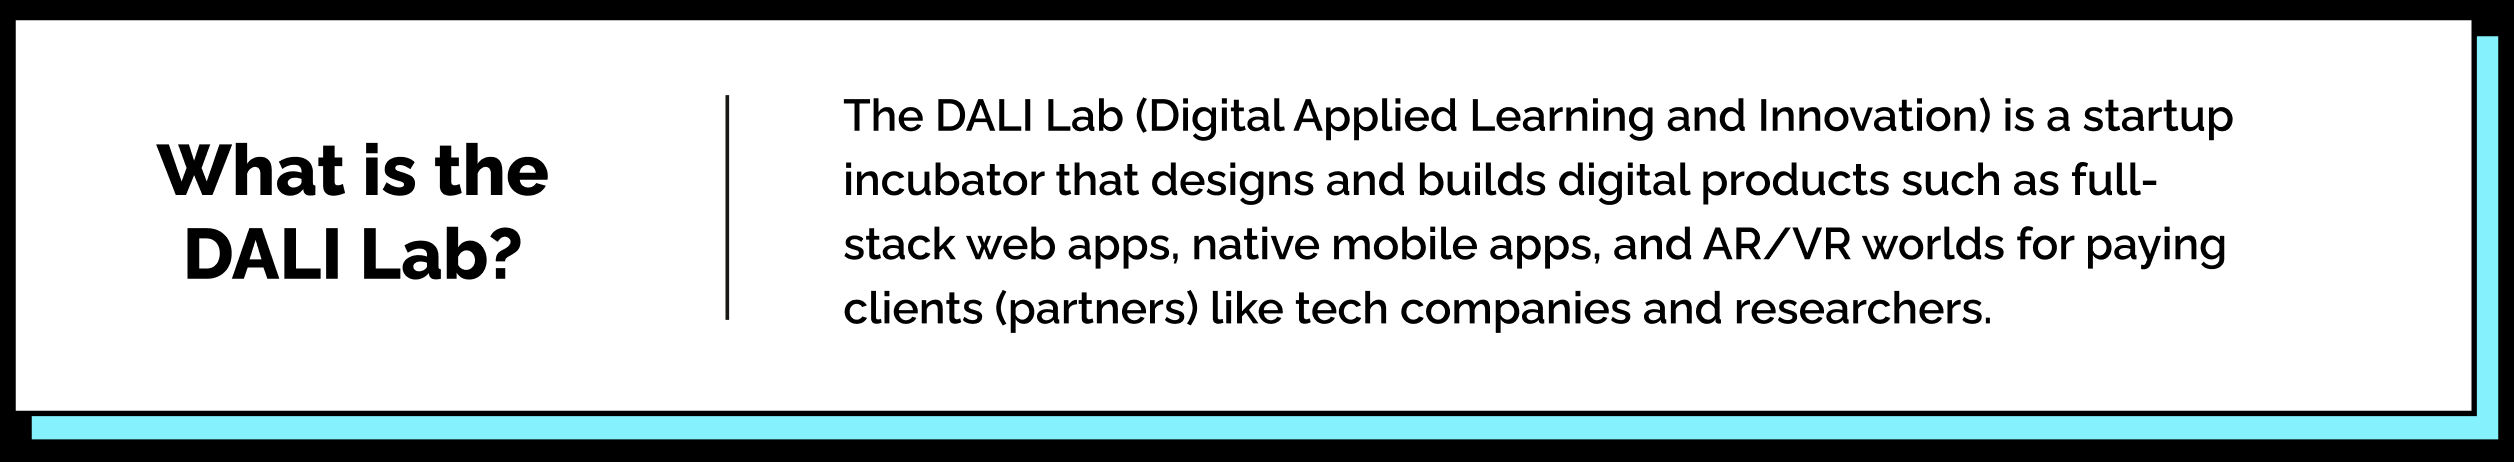 What is the
DALI Lab?
The DALI Lab (Digital Applied Learning and Innovation) is a startup
incubator that designs and builds digital products such as full-
stack web apps, native mobile apps, and AR/VR worlds for paying
clients (partners) like tech companies and researchers.